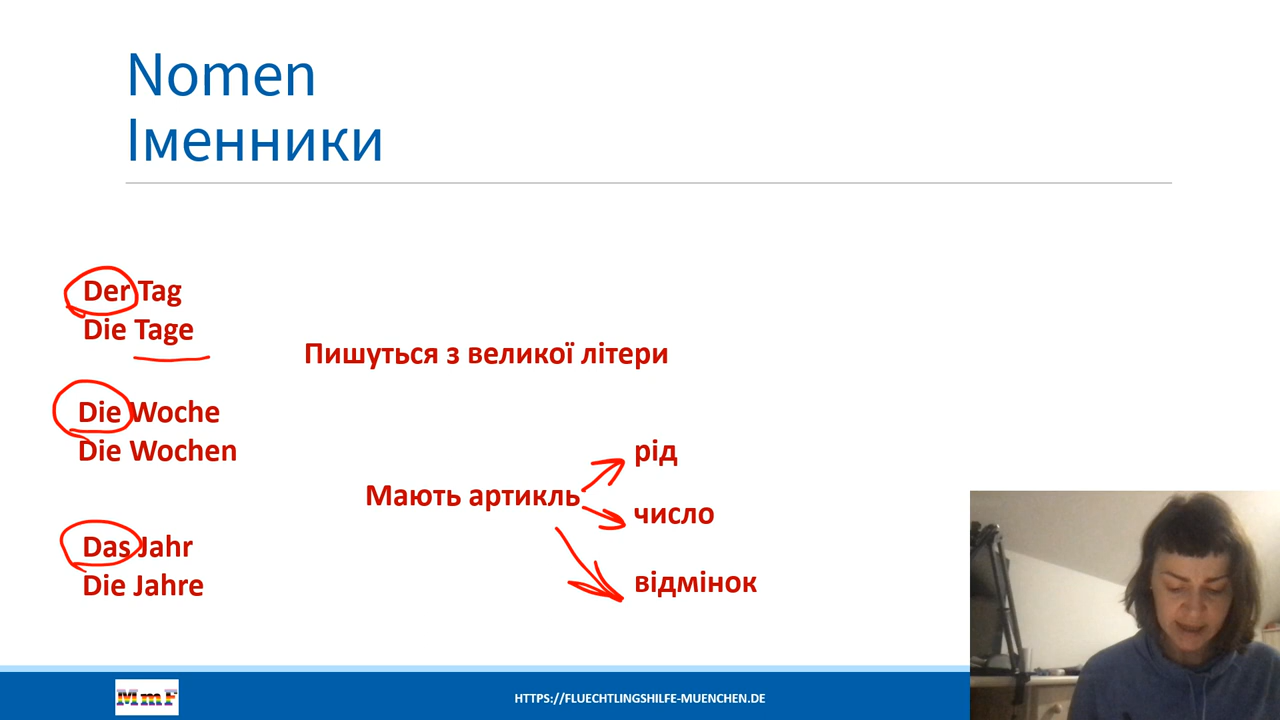 Nomen
Іменники
Der Tag
Die Tage
Пишуться з великої літери
Die Woche
Die Wochen
рід
Мають артикль
число
Das Jahr
Die Jahre
відмінок
MmF
HTTPS://FLUECHTLINGSHILFE-MUENCHEN.DE